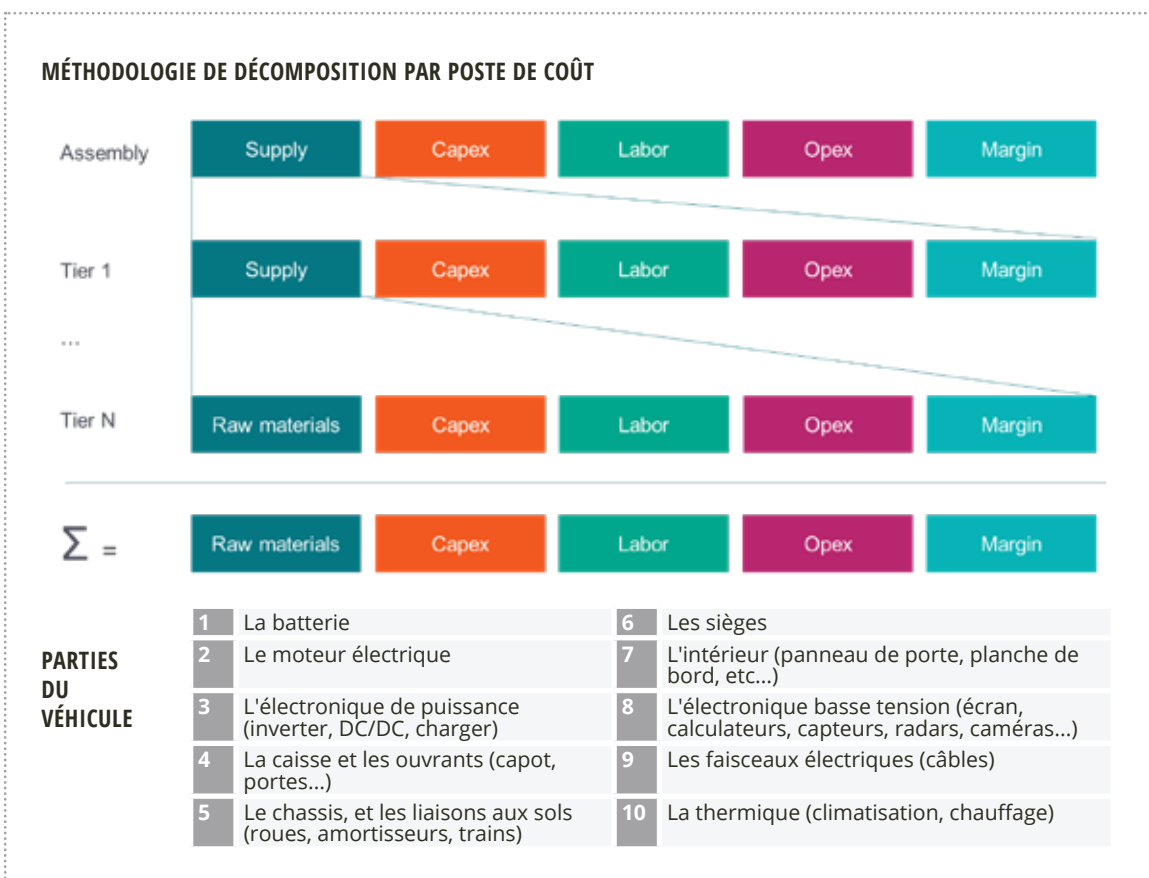 MÉTHODOLOGIE DE DÉCOMPOSITION PAR POSTE DE COÛT
Assembly Supply Capex Labor Opex Margin
Tier 1 Supply Capex Labor Opex Margin
...
Tier N Raw materials Capex Labor Opex Margin
Σ = Raw materials Capex Labor Opex Margin
PARTIES
DU
VÉHICULE
1 La batterie
2 Le moteur électrique
3 L'électronique de puissance
(inverter, DC/DC, charger)
4 La caisse et les ouvrants (capot,
portes...)
5 Le chassis, et les liaisons aux sols
(roues, amortisseurs, trains)
6 Les sièges
7 L'intérieur (panneau de porte, planche de
bord, etc...)
8 L'électronique basse tension (écran,
calculateurs, capteurs, radars, caméras...)
9 Les faisceaux électriques (câbles)
10 La thermique (climatisation, chauffage)